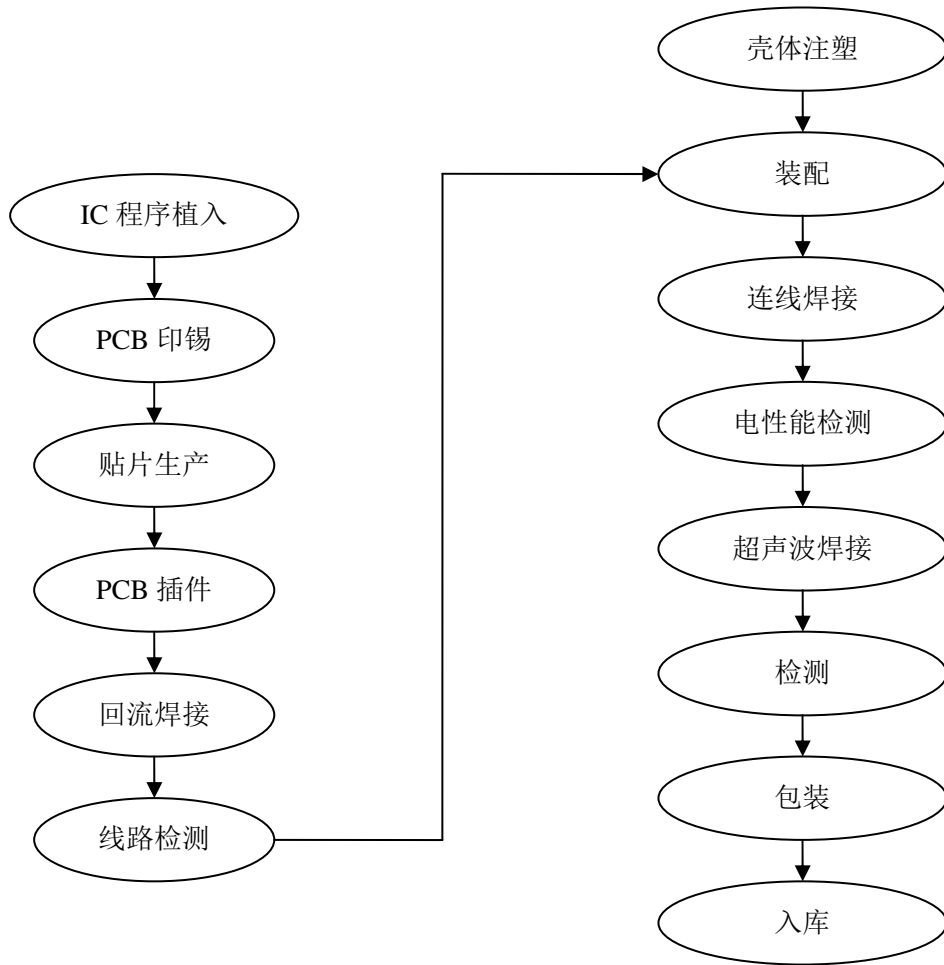 IC 程序植入
PCB 印锡
贴片生产
PCB 插件
回流焊接
线路检测
壳体注塑
装配
连线焊接
电性能检测
超声波焊接
检测
包装
入库